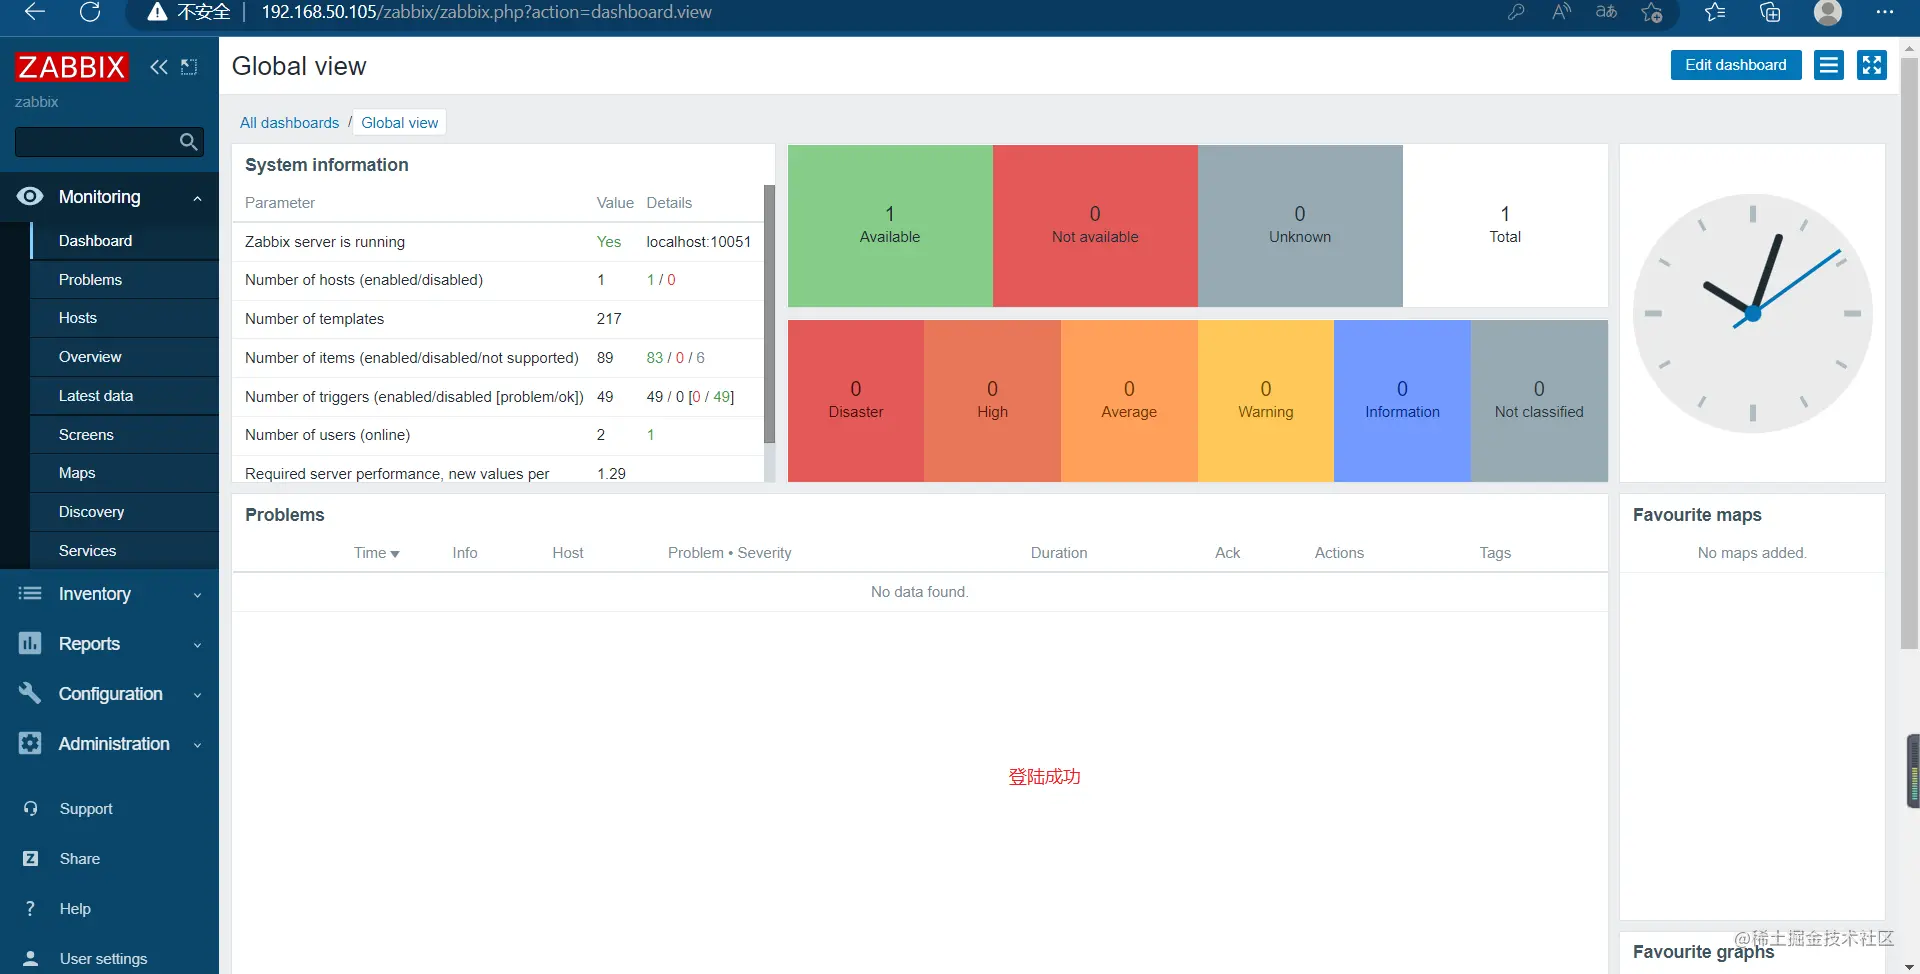 不安全 | 192.168.50.105/zabbix/zabbix.php?action=dashboard.view
ZABBIX
zabbix
Monitoring
Dashboard
Problems
Hosts
Overview
Latest data
Screens
Maps
Discovery
Services
Inventory
Reports
Configuration
Administration
Support
Share
Help
User settings
Global view
Edit dashboard
All dashboards / Global view
System information
Parameter Value Details
Zabbix server is running Yes localhost:10051
Number of hosts (enabled/disabled) 1 1 / 0
Number of templates 217
Number of items (enabled/disabled/not supported) 89 83 / 0 / 6
Number of triggers (enabled/disabled [problem/ok]) 49 49 / 0 [0 / 49]
Number of users (online) 2 1
Required server performance, new values per 1.29
1 0 0 1
Available Not available Unknown Total
0 0 0 0 0 0
Disaster High Average Warning Information Not classified
Problems
Time Info Host Problem • Severity Duration Ack Actions Tags
No data found.
登陆成功
Favourite maps
No maps added.
@稀土掘金技术社区
Favourite graphs